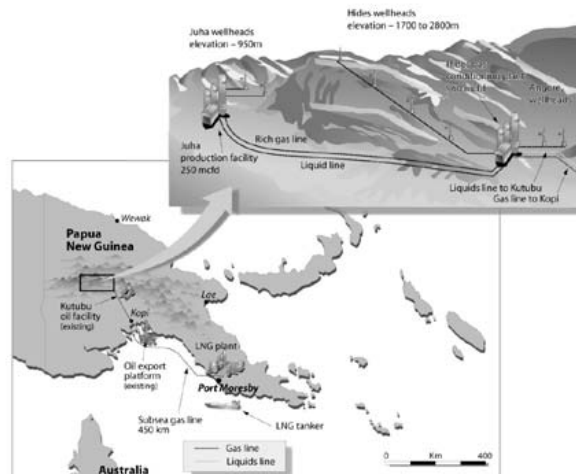 Hides wellheads
elevation – 1700 to 2800m
Juha wellheads
elevation – 950m
conditioning plant
wellheads
Rich gas line
Juha
production facility
250 mcfd
Liquid line
Liquids line to Kutubu
Gas line to Kopi
Wewak
Papua
New Guinea
Kutubu
oil facility
(existing)
Kopi
Lae
Oil export
platform
(existing)
LNG plant
Port Moresby
Subsea gas line
450 km
LNG tanker
Gas line
Liquids line
Australia
0 Km 400